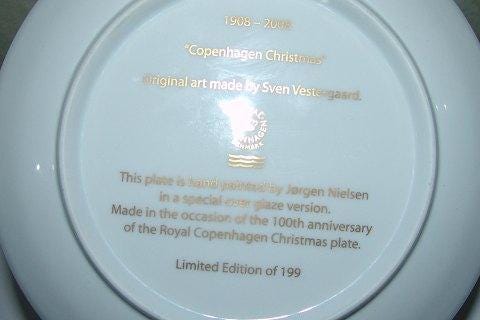 1908 – 2008
"Copenhagen Christmas"
Original art made by Sven Vestergaard.
This plate is hand painted by Jørgen Nielsen
in a special over glaze version.
Made in the occasion of the 100th anniversary
of the Royal Copenhagen Christmas plate.
Limited Edition of 199